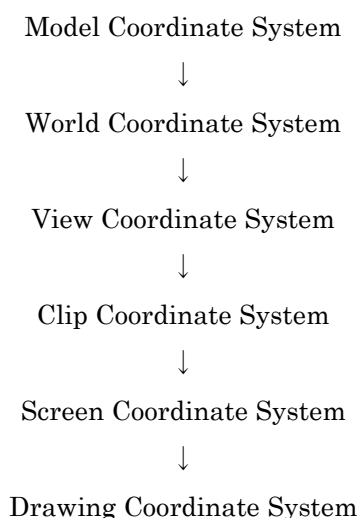 Model Coordinate System
↓
World Coordinate System
↓
View Coordinate System
↓
Clip Coordinate System
↓
Screen Coordinate System
↓
Drawing Coordinate System